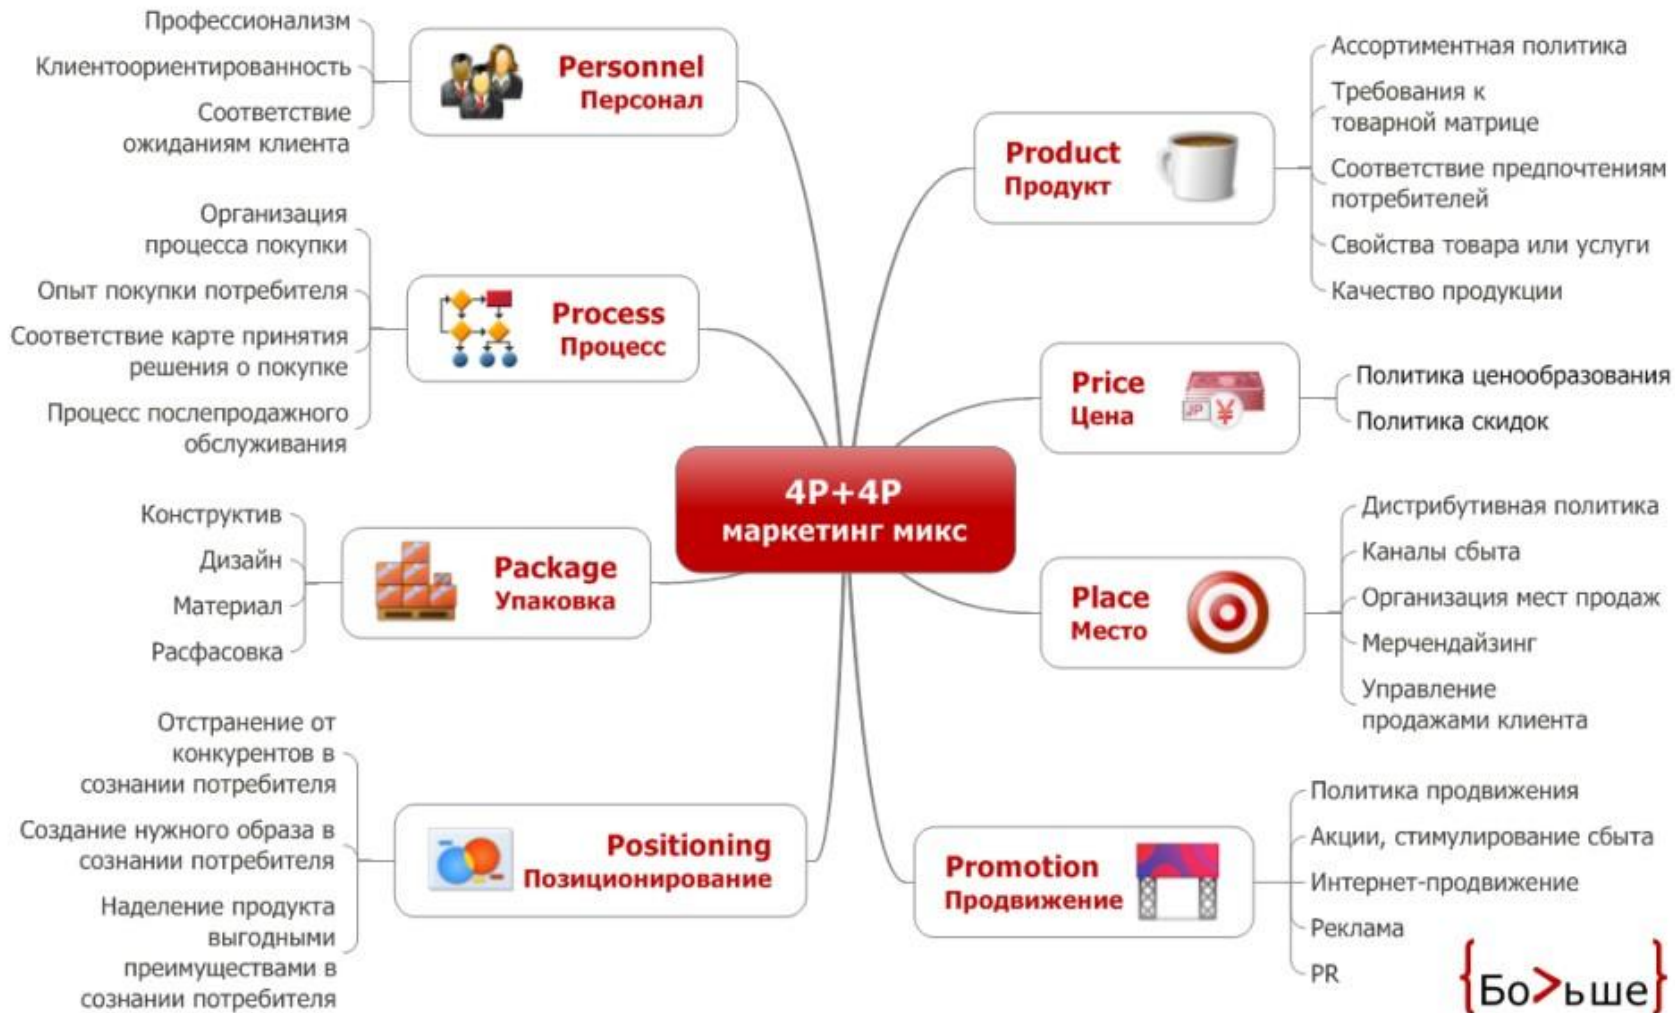 Профессионализм
Клиентоориентированность
Соответствие
ожиданиям клиента
Personnel
Персонал
Организация
процесса покупки
Опыт покупки потребителя
Соответствие карте принятия
решения о покупке
Процесс послепродажного
обслуживания
Process
Процесс
Конструктив
Дизайн
Материал
Расфасовка
Package
Упаковка
Отстранение от
конкурентов в
сознании потребителя
Создание нужного образа в
сознании потребителя
Наделение продукта
выгодными
преимуществами в
сознании потребителя
Positioning
Позиционирование
4P+4P
маркетинг микс
Product
Продукт
Ассортиментная политика
Требования к
товарной матрице
Соответствие предпочтениям
потребителей
Свойства товара или услуги
Качество продукции
Price
Цена
JP ¥
Политика ценообразования
Политика скидок
Place
Место
Дистрибутивная политика
Каналы сбыта
Организация мест продаж
Мерчендайзинг
Управление
продажами клиента
Promotion
Продвижение
Политика продвижения
Акции, стимулирование сбыта
Интернет-продвижение
Реклама
PR
{Бо>ьше}